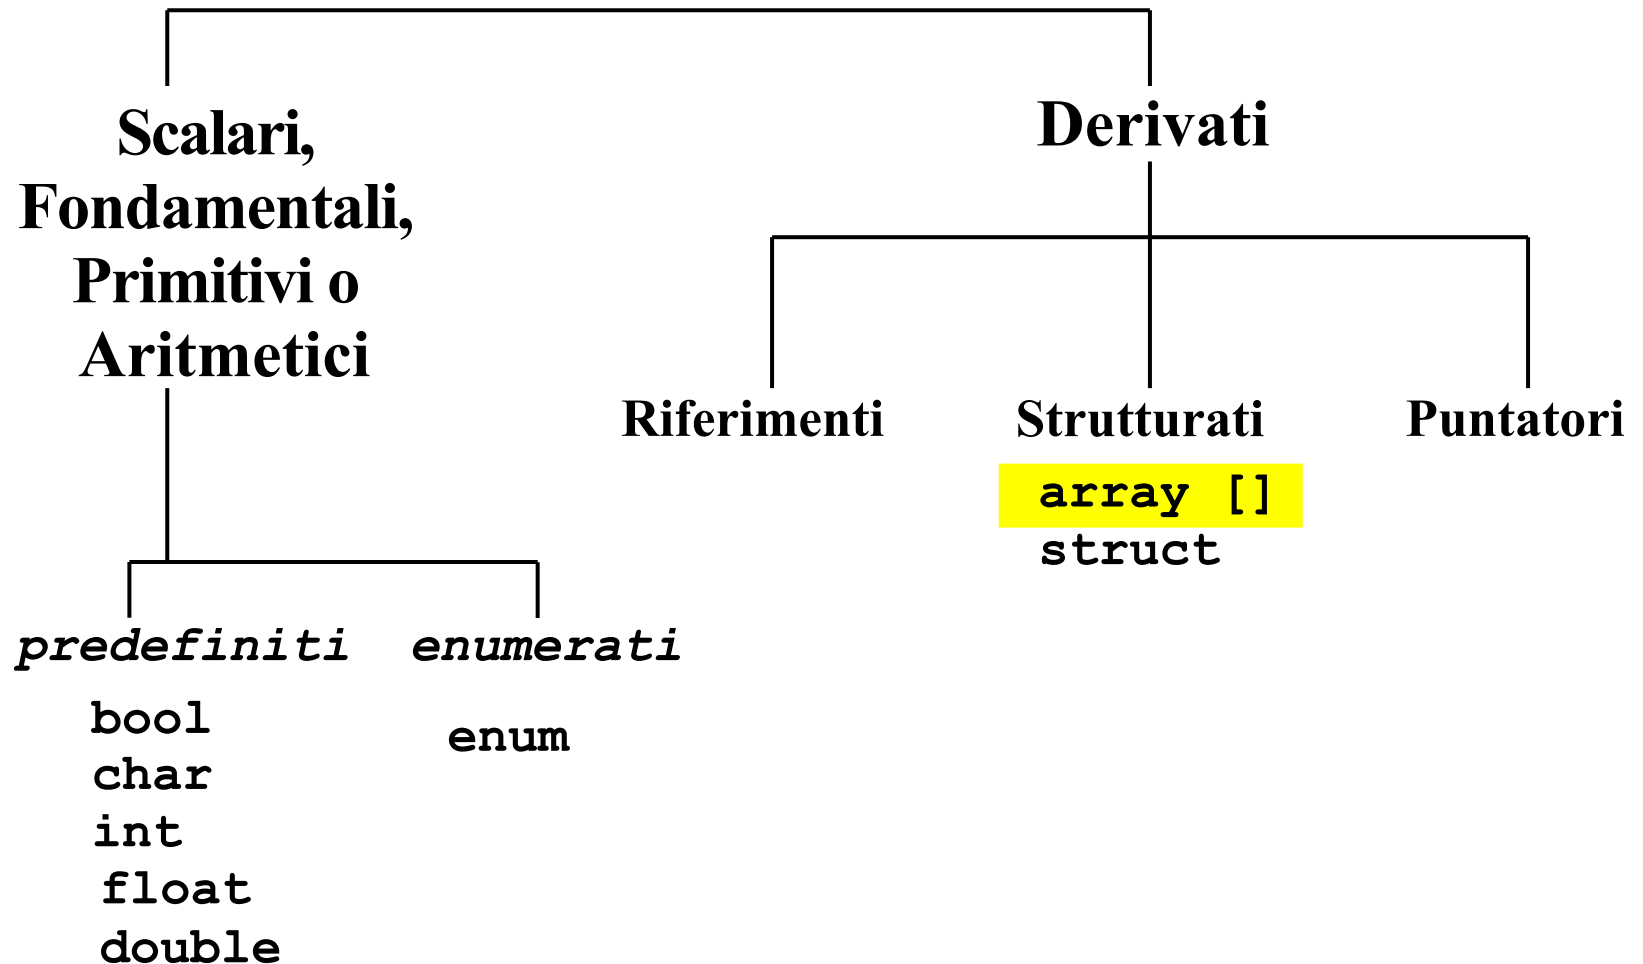 Scalari,
Fondamentali,
Primitivi o
Aritmetici
Derivati
Riferimenti
Strutturati
Puntatori
array []
struct
predefiniti
enumerati
bool
char
int
float
double
enum